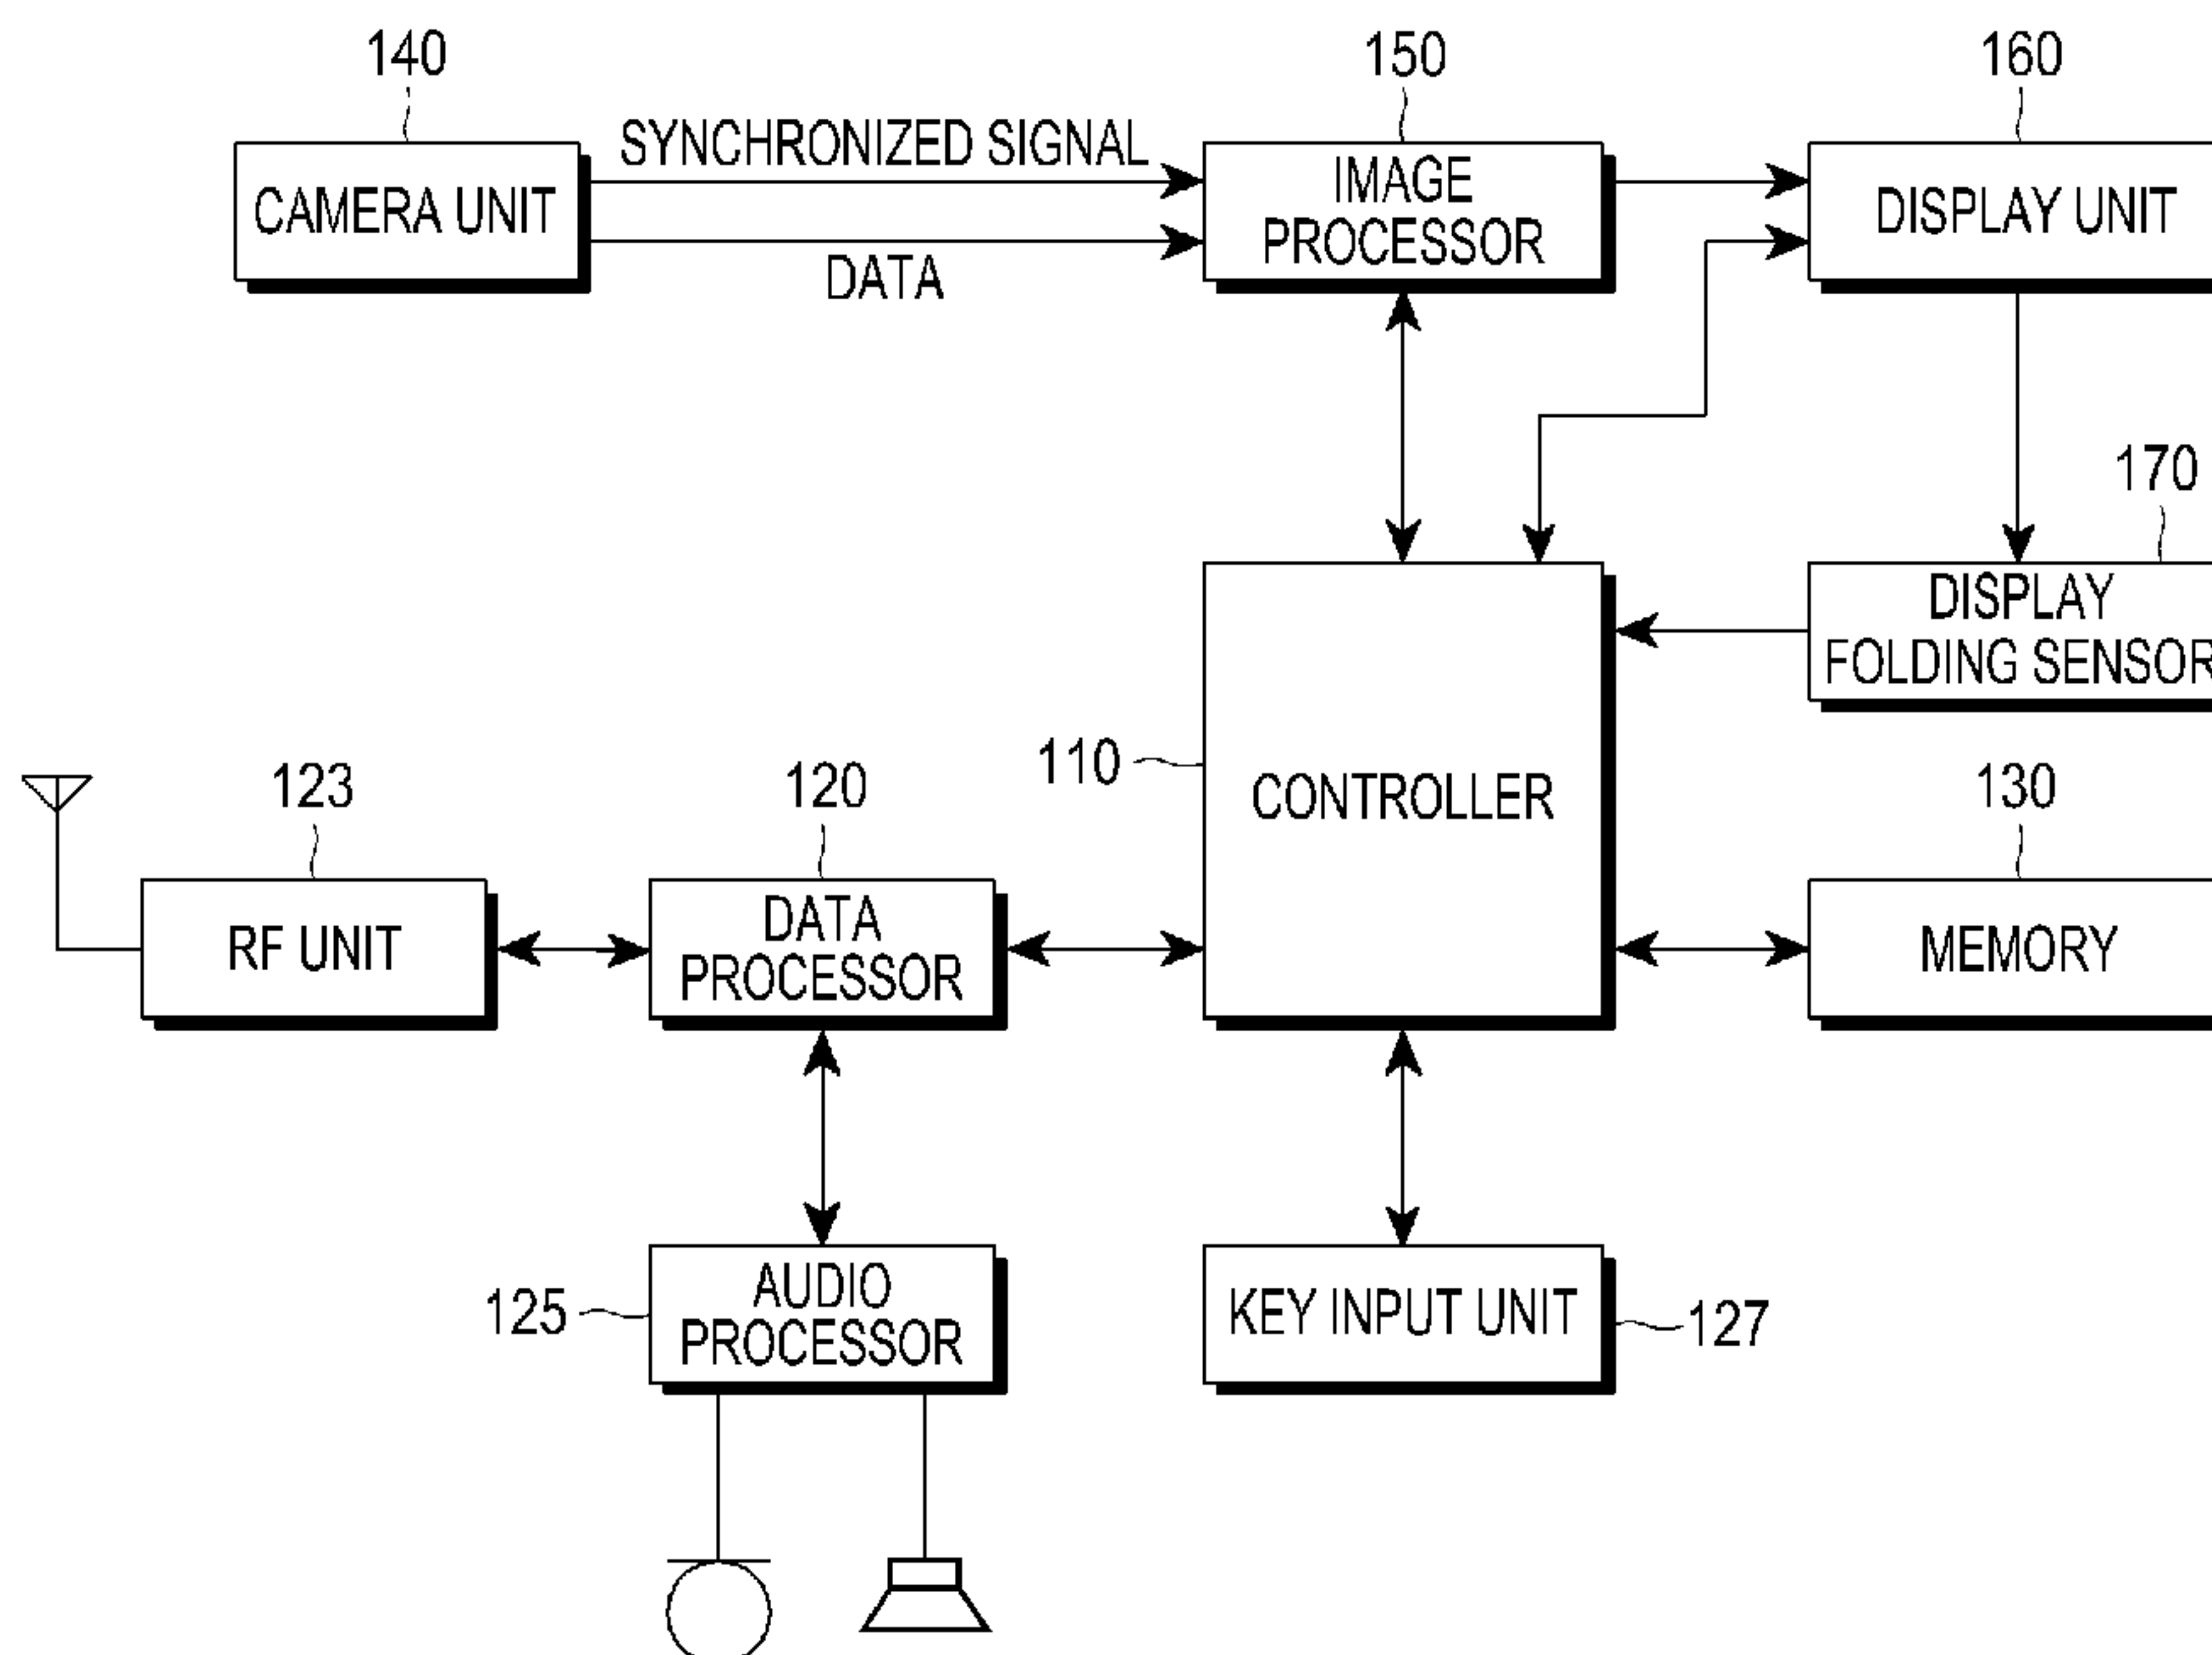 140
150
160
SYNCHRONIZED SIGNAL
CAMERA UNIT
IMAGE
PROCESSOR
DISPLAY UNIT
DATA
170
DISPLAY
FOLDING SENSOR
110
CONTROLLER
123
120
130
RF UNIT
DATA
PROCESSOR
MEMORY
125
AUDIO
PROCESSOR
KEY INPUT UNIT
127